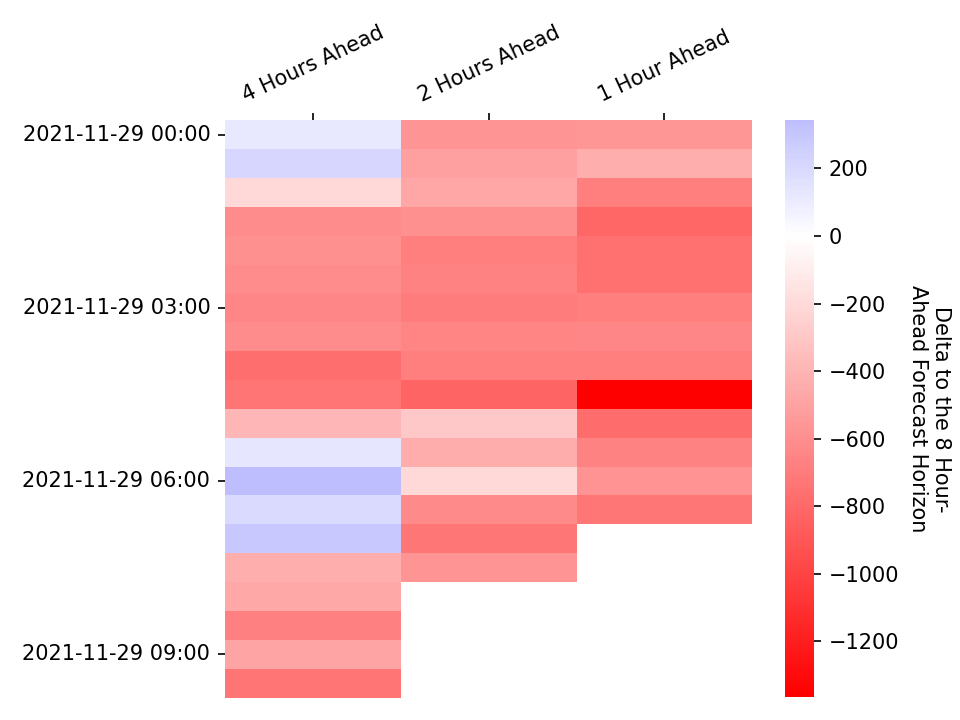 4 Hours Ahead
2 Hours Ahead
1 Hour Ahead
2021-11-29 00:00
2021-11-29 03:00
2021-11-29 06:00
2021-11-29 09:00
200
0
−200
−400
−600
−800
−1000
−1200
Delta to the 8 Hour-
Ahead Forecast Horizon